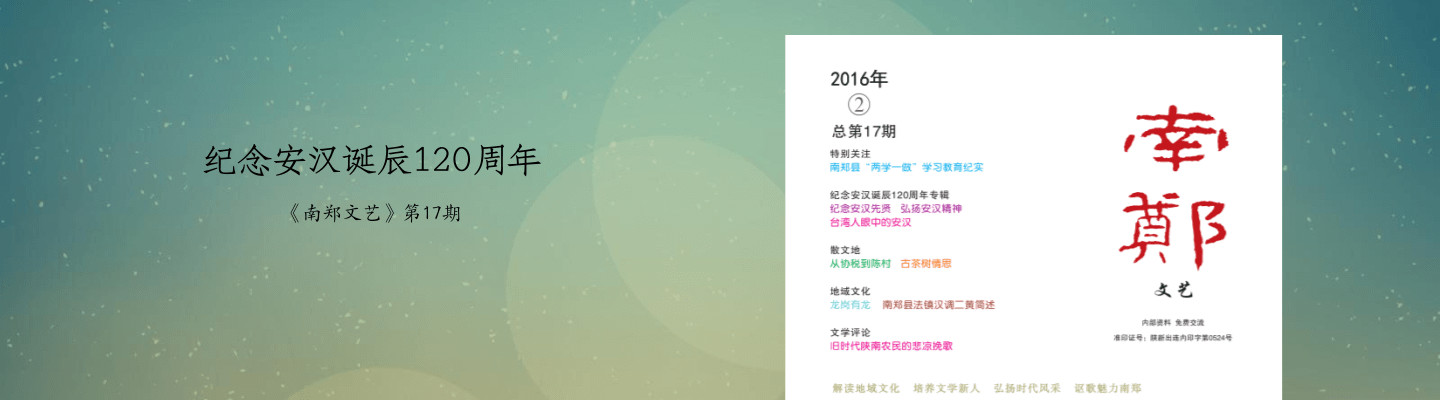 纪念安汉诞辰120周年
《南郑文艺》第17期
2016年
②
总第17期
特别关注
南郑县“两学一做”学习教育纪实
纪念安汉诞辰120周年专辑
纪念安汉先贤 弘扬安汉精神
台湾人眼中的安汉
散文地
从协税到陈村 古茶树情思
地域文化
龙岗有龙 南郑县法镇汉调二黄简述
文学评论
旧时代陕南农民的悲凉挽歌
解读地域文化 培养文学新人 弘扬时代风采 讴歌魅力南郑
南
鄭
文艺
内部资料 免费交流
准印证号：陕新出连内印字第0524号